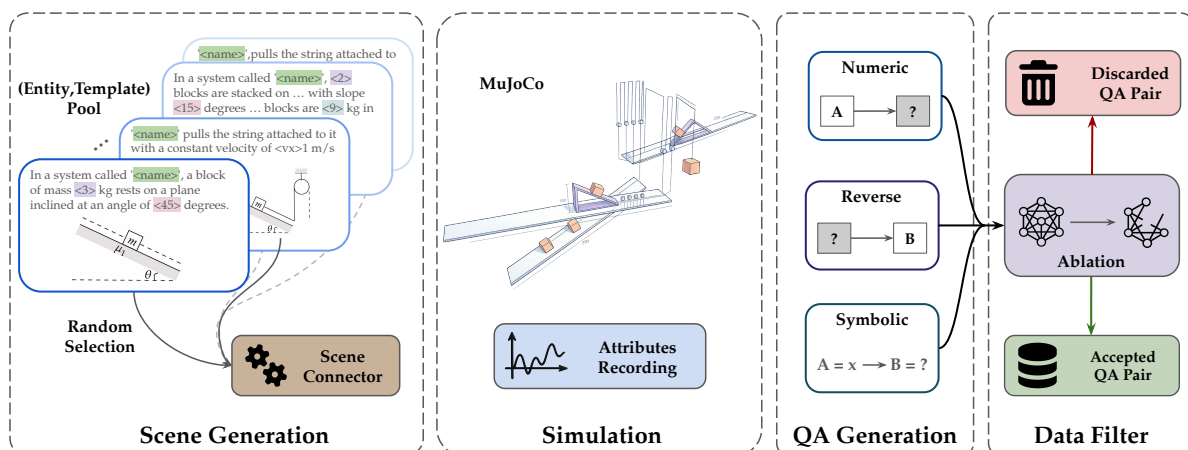 (Entity,Template)
Pool
'<name>',pulls the string attached to
In a system called '<name>', <2>
blocks are stacked on ... with slope
<15> degrees ... blocks are <9> kg in
'<name>' pulls the string attached to it
with a constant velocity of <vx>1 m/s
m
θ
...
In a system called '<name>', a block
of mass <3> kg rests on a plane
inclined at an angle of <45> degrees.
m
μ1
θ
Random
Selection
Scene
Connector
Scene Generation
MuJoCo
Attributes
Recording
Simulation
Numeric
A
?
Reverse
?
B
Symbolic
A = x → B = ?
QA Generation
Discarded
QA Pair
Ablation
Accepted
QA Pair
Data Filter